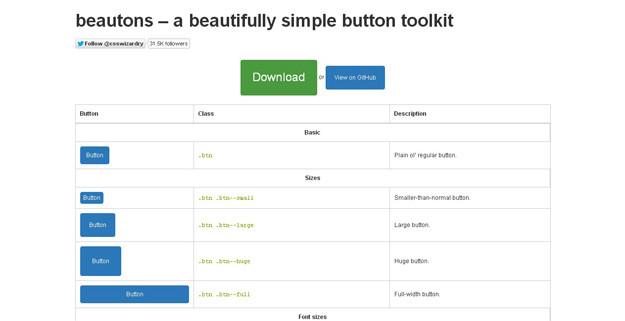 beautons – a beautifully simple button toolkit
Follow @csswizardry 31.5K followers
Download or View on GitHub
Button Class Description
Basic
Button .btn Plain ol' regular button.
Sizes
Button .btn .btn--small Smaller-than-normal button.
Button .btn .btn--large Large button.
Button .btn .btn--huge Huge button.
Button .btn .btn--full Full-width button.
Font sizes